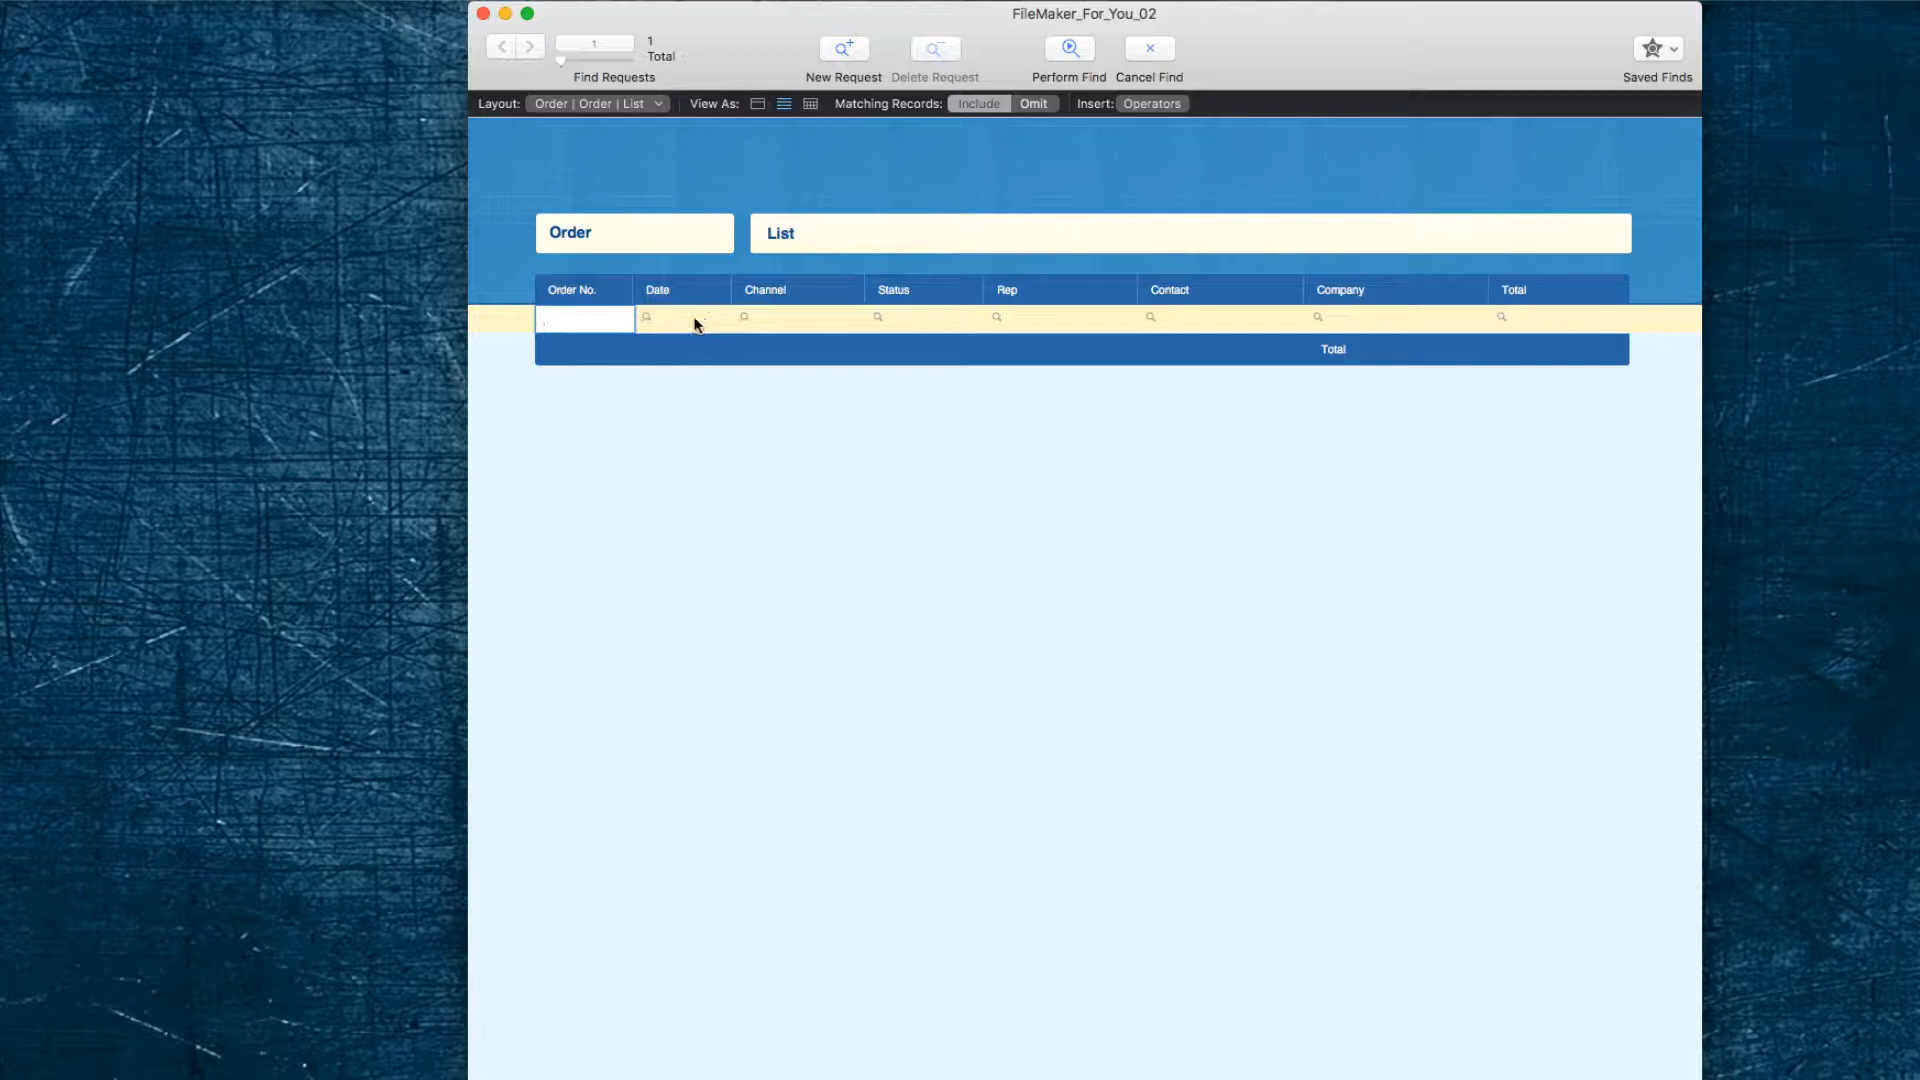 FileMaker_For_You_02
1
1
Total
Find Requests
New Request
Delete Request
Perform Find
Cancel Find
Saved Finds
Layout: Order | Order | List View As: Matching Records: Include Omit Insert: Operators
Order
List
Order No. Date Channel Status Rep Contact Company Total
Total